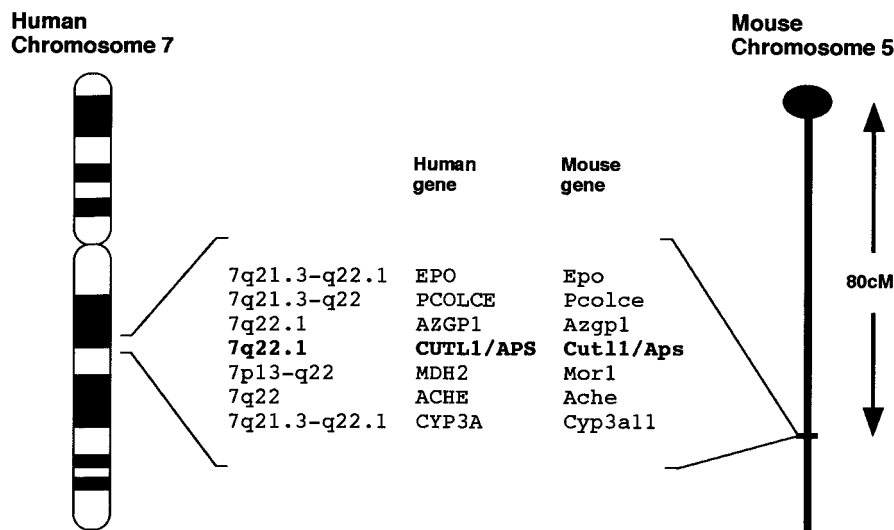 Human
Chromosome 7
Mouse
Chromosome 5
Human
gene
Mouse
gene
7q21.3-q22.1 EPO Epo
7q21.3-q22 PCOLCE Pcolce
7q22.1 AZGP1 Azgp1
7q22.1 CUTL1/APS Cutl1/Aps
7p13-q22 MDH2 Mor1
7q22 ACHE Ache
7q21.3-q22.1 CYP3A Cyp3a11
80cM